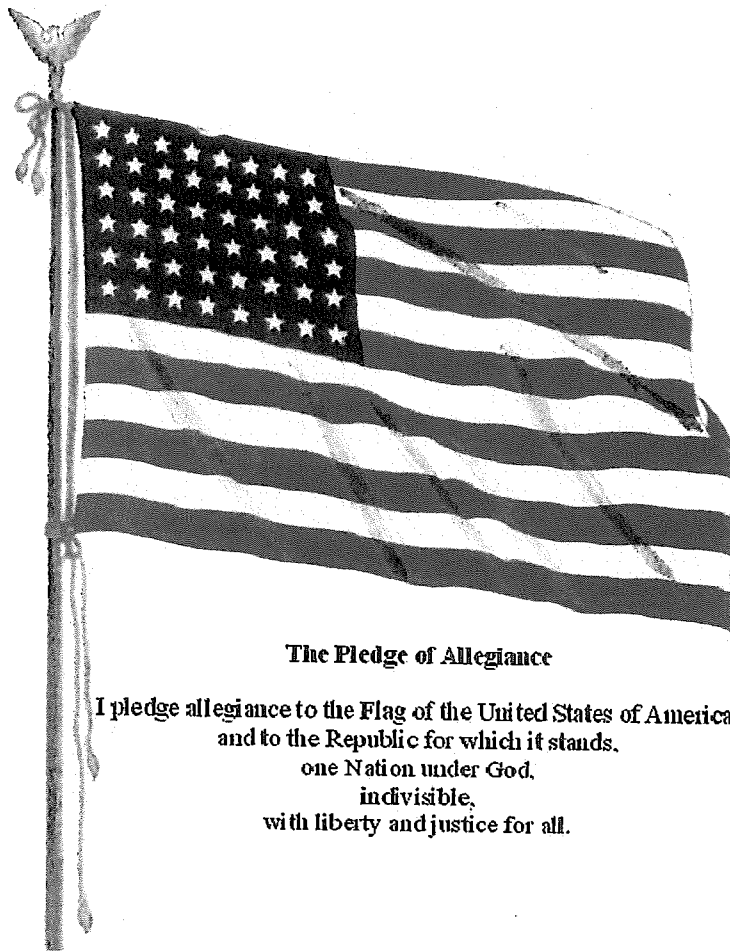 The Pledge of Allegiance
I pledge allegiance to the Flag of the United States of America
and to the Republic for which it stands,
one Nation under God,
indivisible,
with liberty and justice for all.